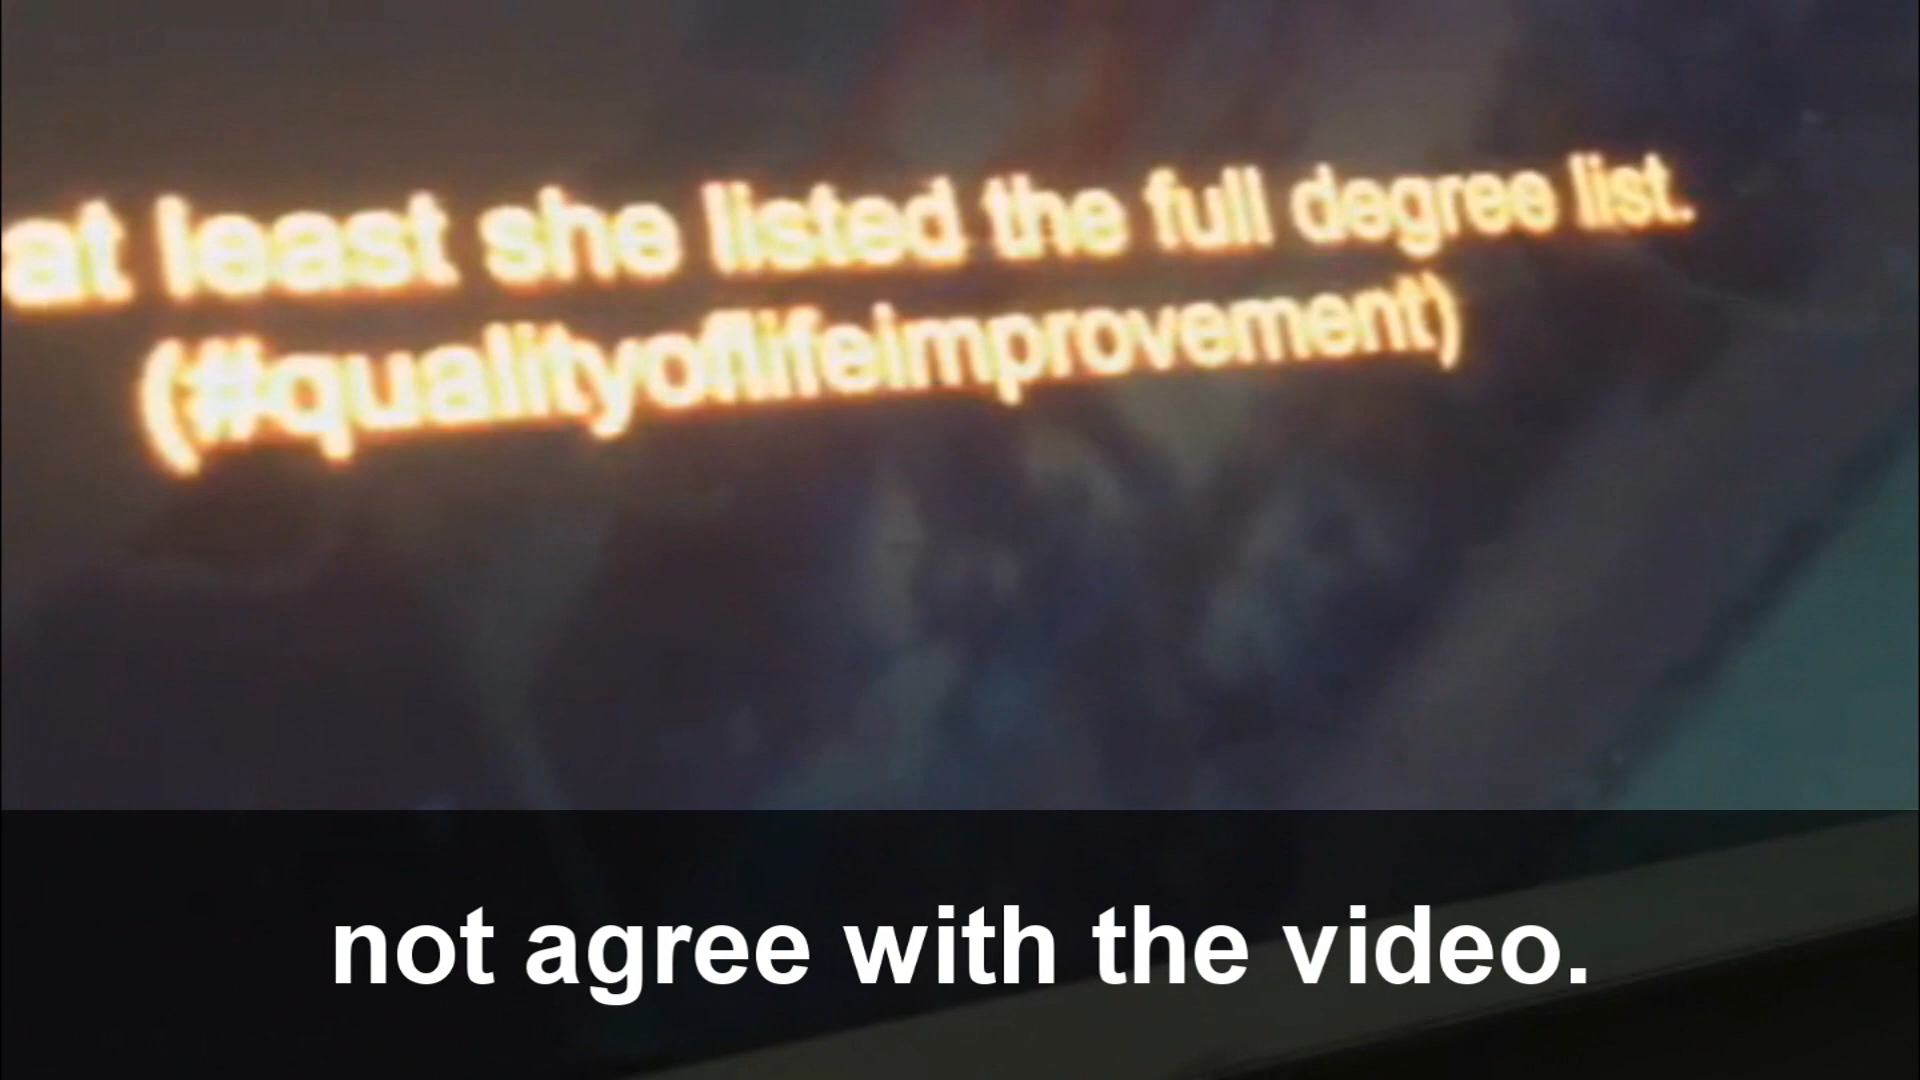 at least she listed the full degree list.
(#qualityoflifeimprovement)
not agree with the video.